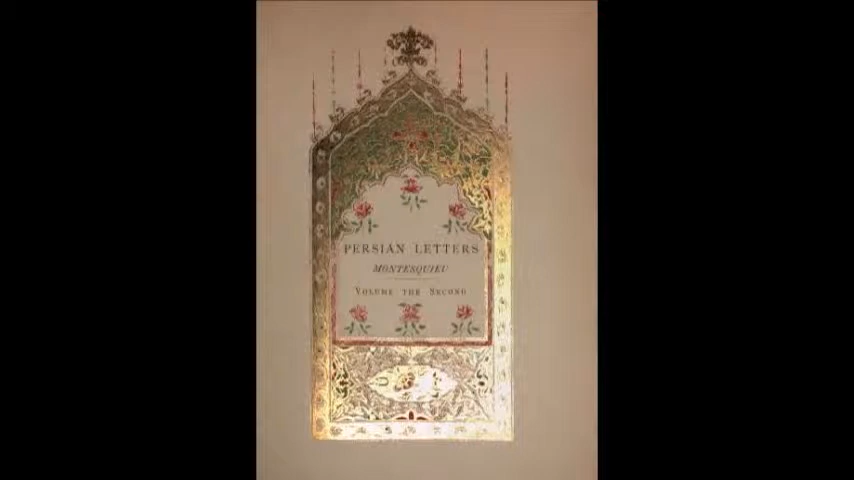 PERSIAN LETTERS
MONTESQUIEU
VOLUME THE SECOND